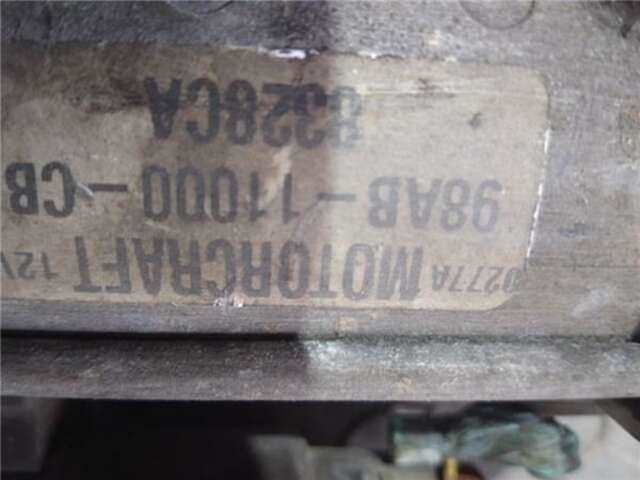 0277A MOTORCRAFT 12V
98AB-11000-CB
8328CA